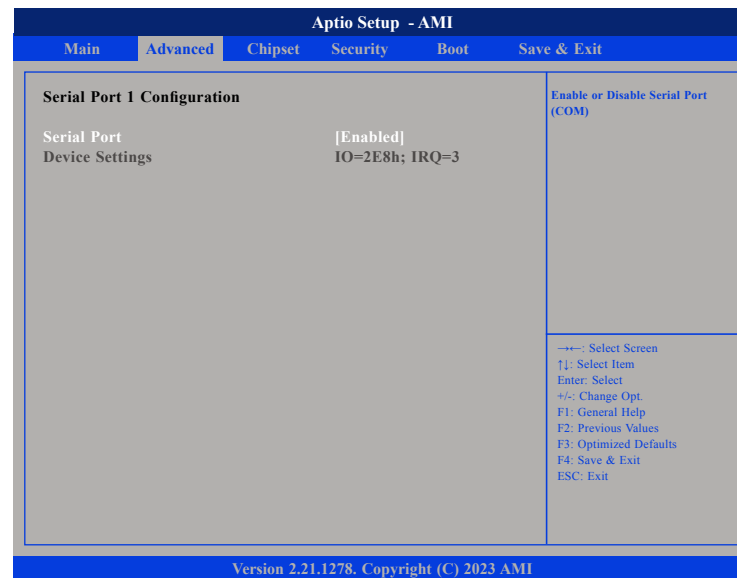 Aptio Setup - AMI
Main Advanced Chipset Security Boot Save & Exit
Serial Port 1 Configuration
Serial Port [Enabled]
Device Settings IO=2E8h; IRQ=3
Enable or Disable Serial Port
(COM)
→←: Select Screen
↑↓: Select Item
Enter: Select
+/-: Change Opt.
F1: General Help
F2: Previous Values
F3: Optimized Defaults
F4: Save & Exit
ESC: Exit
Version 2.21.1278. Copyright (C) 2023 AMI